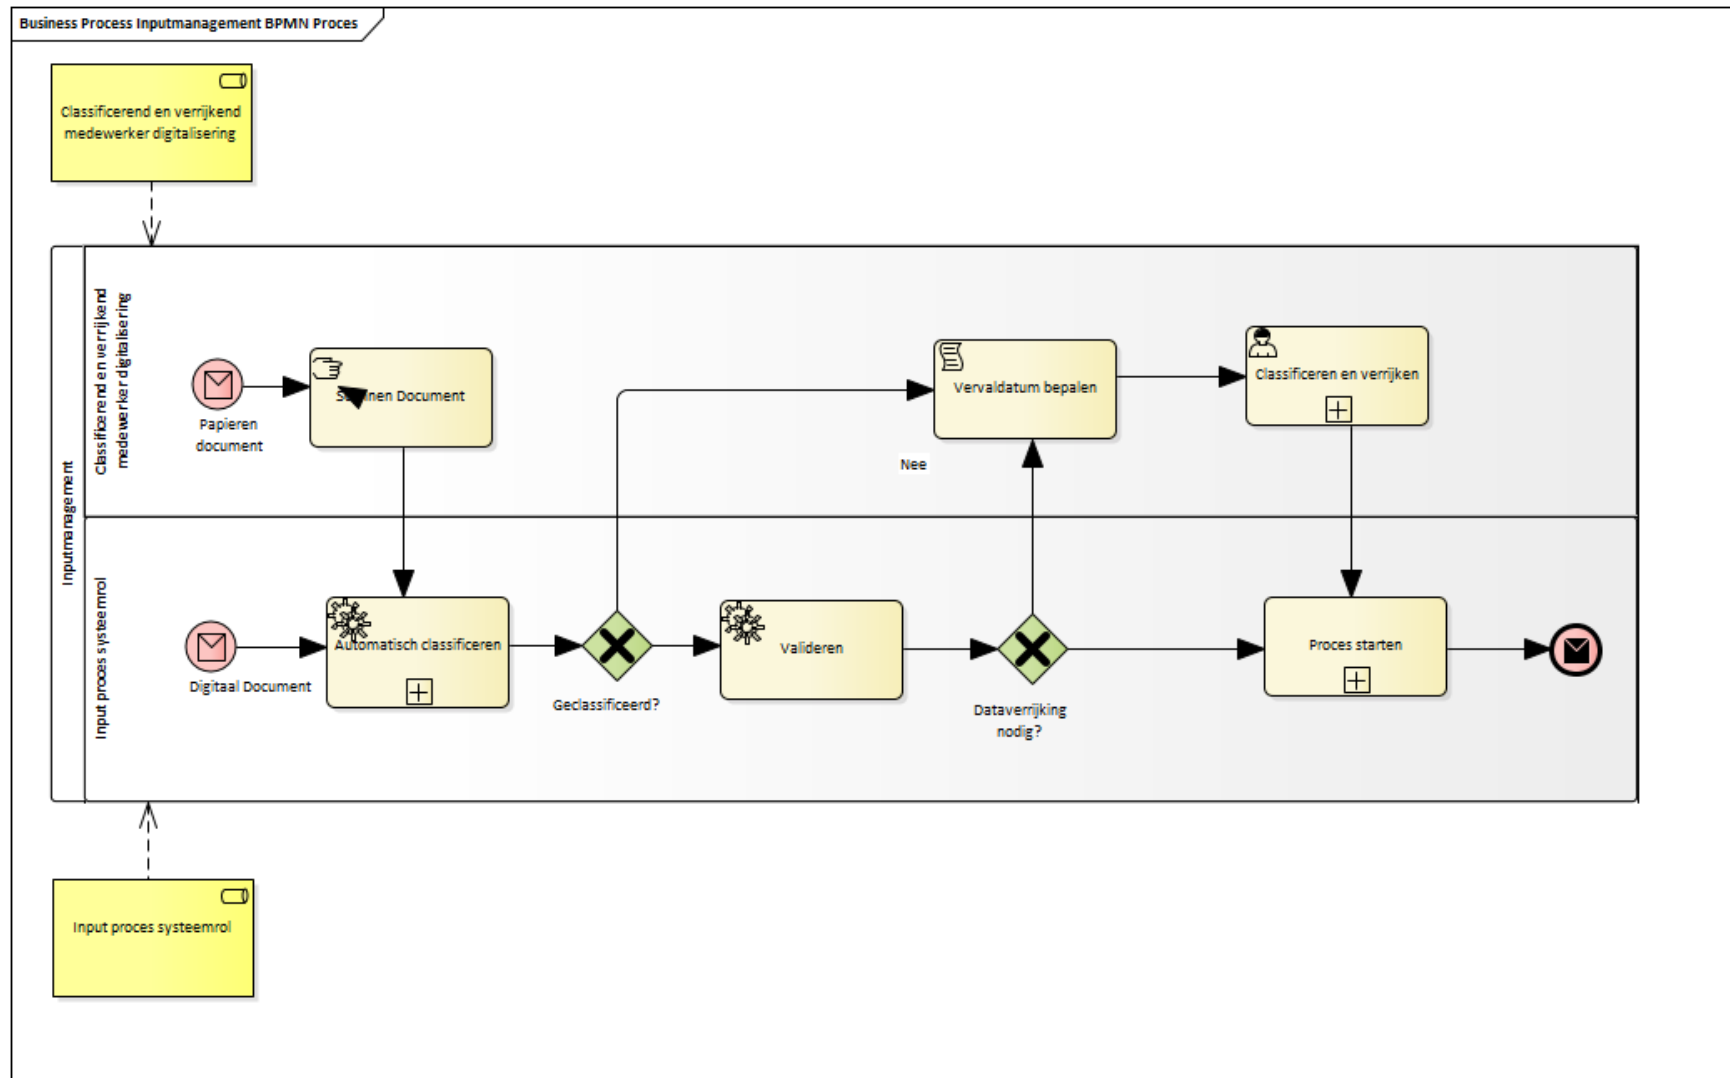 Business Process Inputmanagement BPMN Proces
Classificerend en verrijkend
medewerker digitalisering
Inputmanagement
Classificerend en verrijkend
medewerker digitalisering
Papieren
document
Document
Vervaldatum bepalen
Classificeren en verrijken
Nee
Input proces systeemrol
Digitaal Document
Automatisch classificeren
Geclassificeerd?
Valideren
Dataverrijking
nodig?
Proces starten
Input proces systeemrol